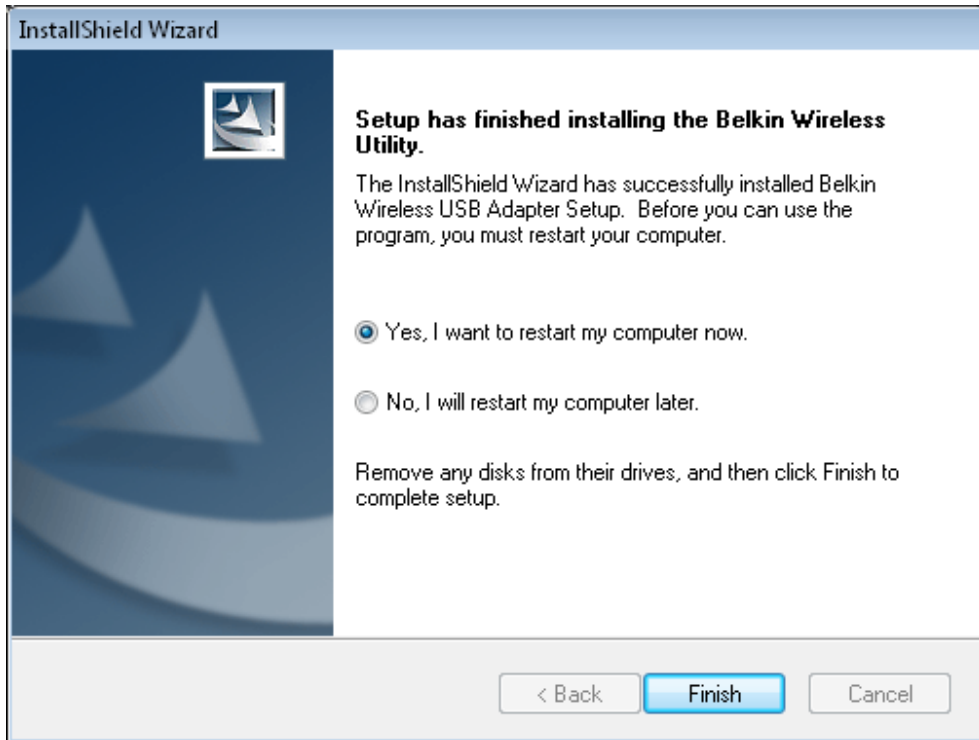 InstallShield Wizard
Setup has finished installing the Belkin Wireless
Utility.
The InstallShield Wizard has successfully installed Belkin
Wireless USB Adapter Setup.  Before you can use the
program, you must restart your computer.
Yes, I want to restart my computer now.
No, I will restart my computer later.
Remove any disks from their drives, and then click Finish to
complete setup.
< Back Finish Cancel